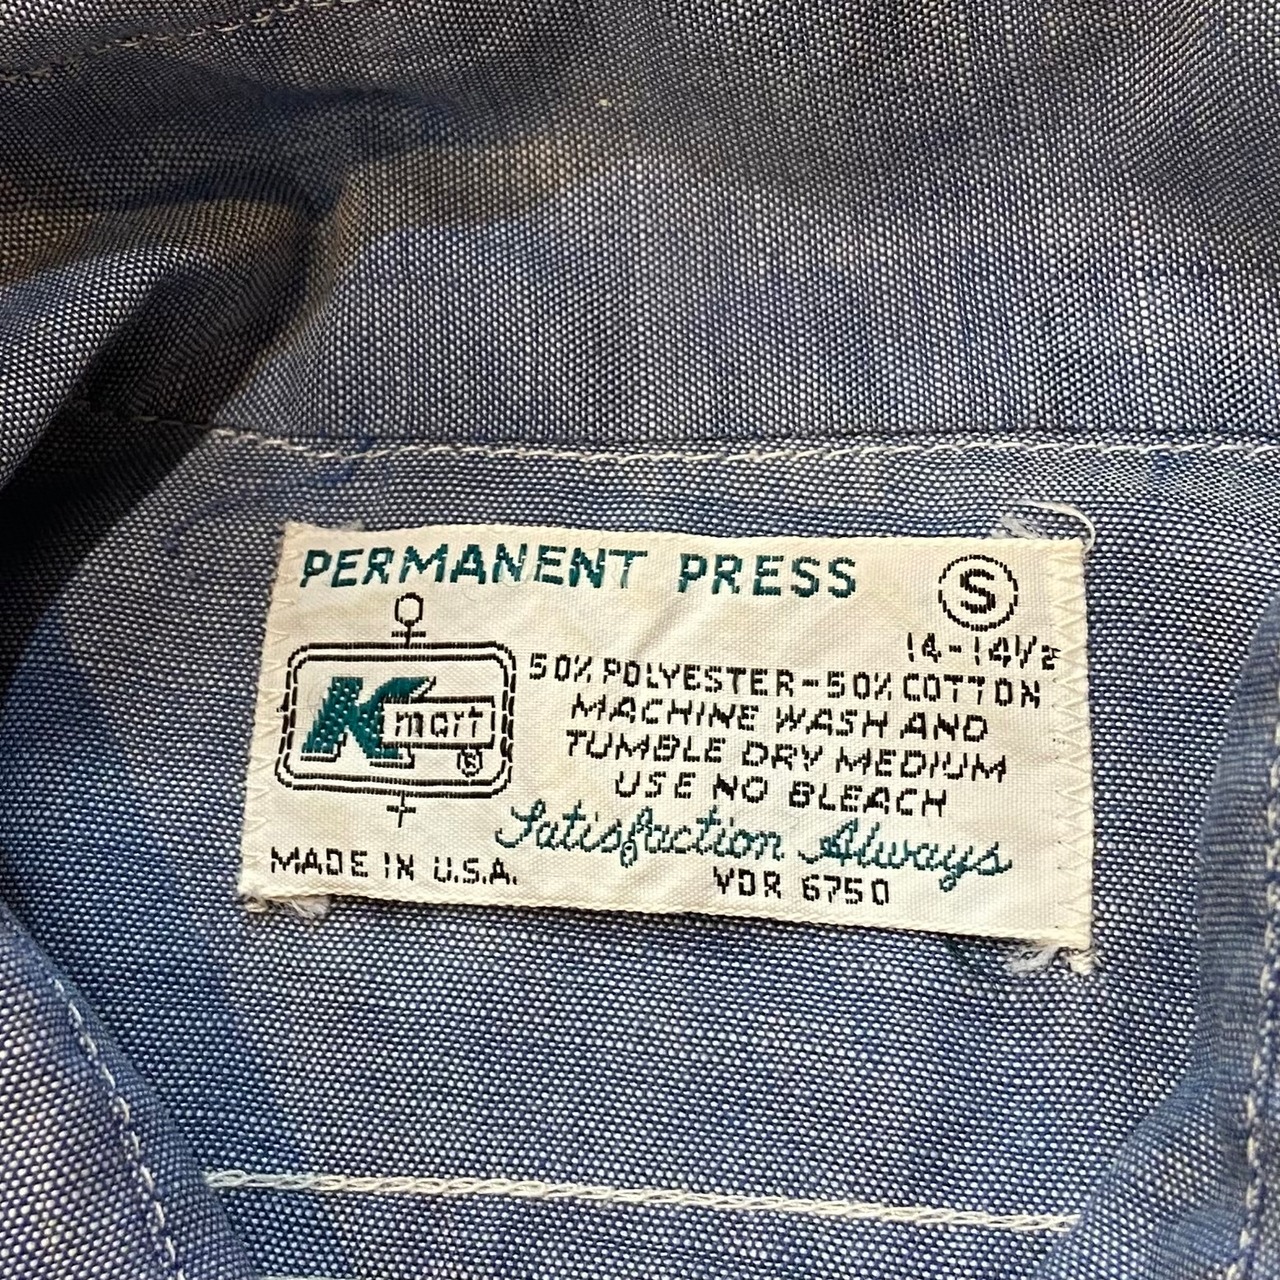 PERMANENT PRESS
S
14-14½
50% POLYESTER-50% COTTON
MACHINE WASH AND
TUMBLE DRY MEDIUM
USE NO BLEACH
K mart
Satisfaction Always
MADE IN U.S.A.
VDR 6750